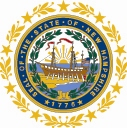 SEAL · OF · THE · STATE · OF · NEW HAMPSHIRE
1776